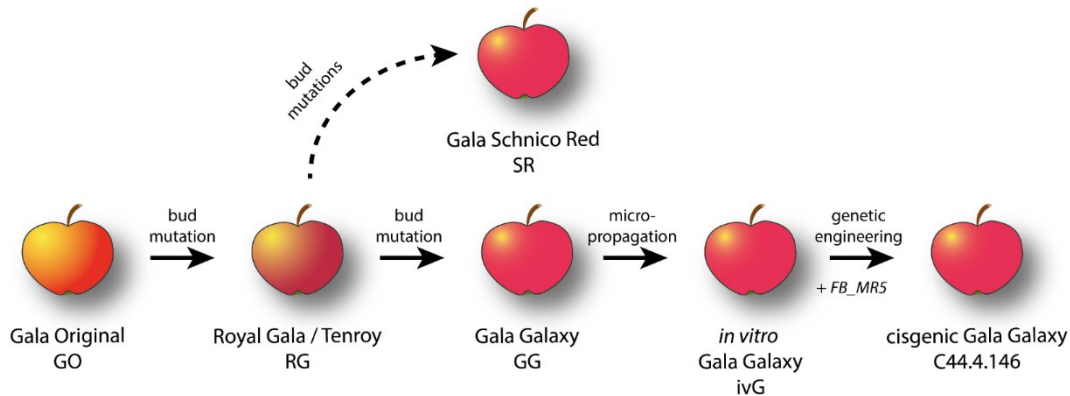 bud
mutations
Gala Schnico Red
SR
bud
mutation
bud
mutation
micro-
propagation
genetic
engineering
+ FB_MR5
Gala Original
GO
Royal Gala / Tenroy
RG
Gala Galaxy
GG
in vitro
Gala Galaxy
ivG
cisgenic Gala Galaxy
C44.4.146